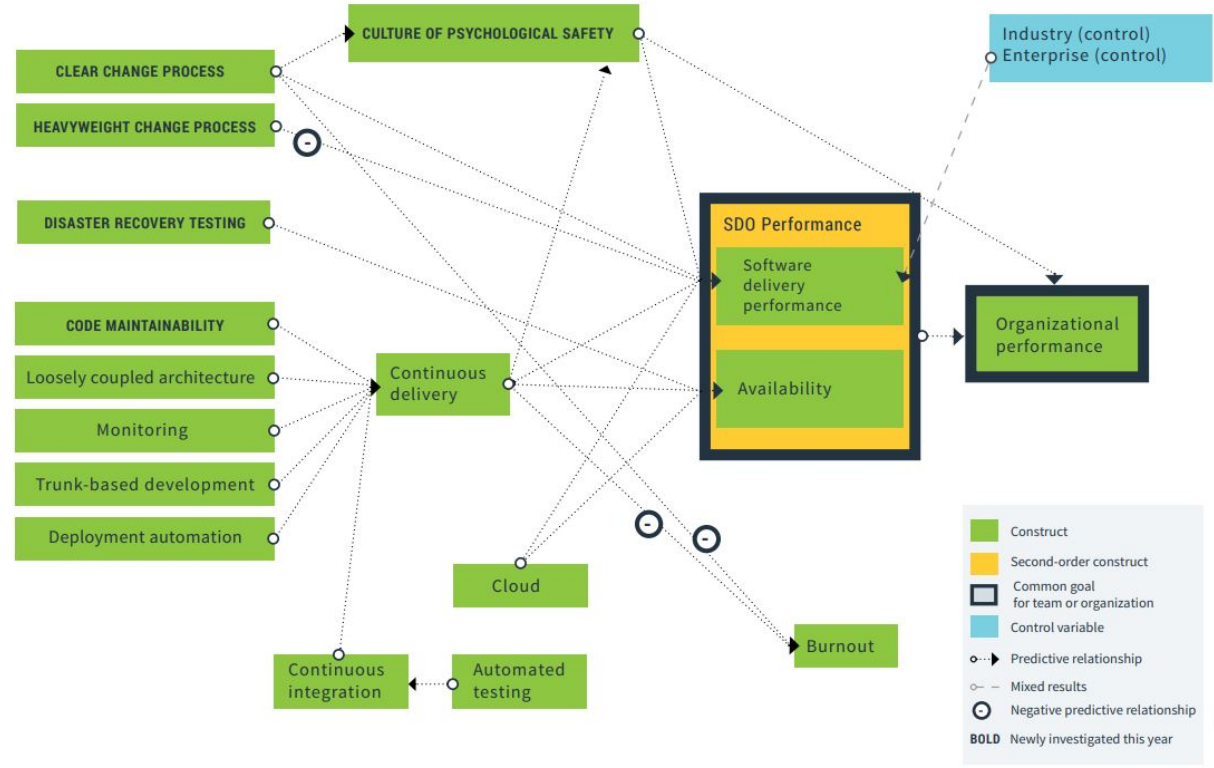 CULTURE OF PSYCHOLOGICAL SAFETY
Industry (control)
Enterprise (control)
CLEAR CHANGE PROCESS
HEAVYWEIGHT CHANGE PROCESS
-
DISASTER RECOVERY TESTING
SDO Performance
Software
delivery
performance
Organizational
performance
CODE MAINTAINABILITY
Loosely coupled architecture
Continuous
delivery
Availability
Monitoring
Trunk-based development
Deployment automation
-
-
Cloud
Burnout
Continuous
integration
Automated
testing
Construct
Second-order construct
Common goal
for team or organization
Control variable
Predictive relationship
Mixed results
- Negative predictive relationship
BOLD Newly investigated this year